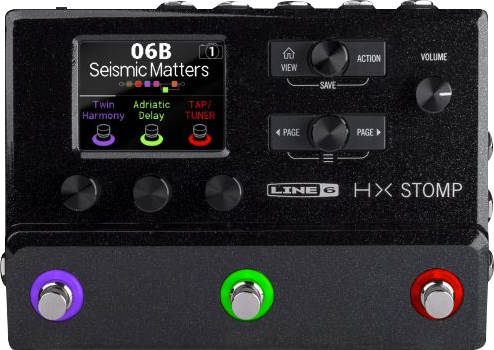 06B
1
Seismic Matters
Twin
Harmony
Adriatic
Delay
TAP/
TUNER
VIEW
ACTION
SAVE
VOLUME
PAGE
PAGE
LINE 6
HX STOMP